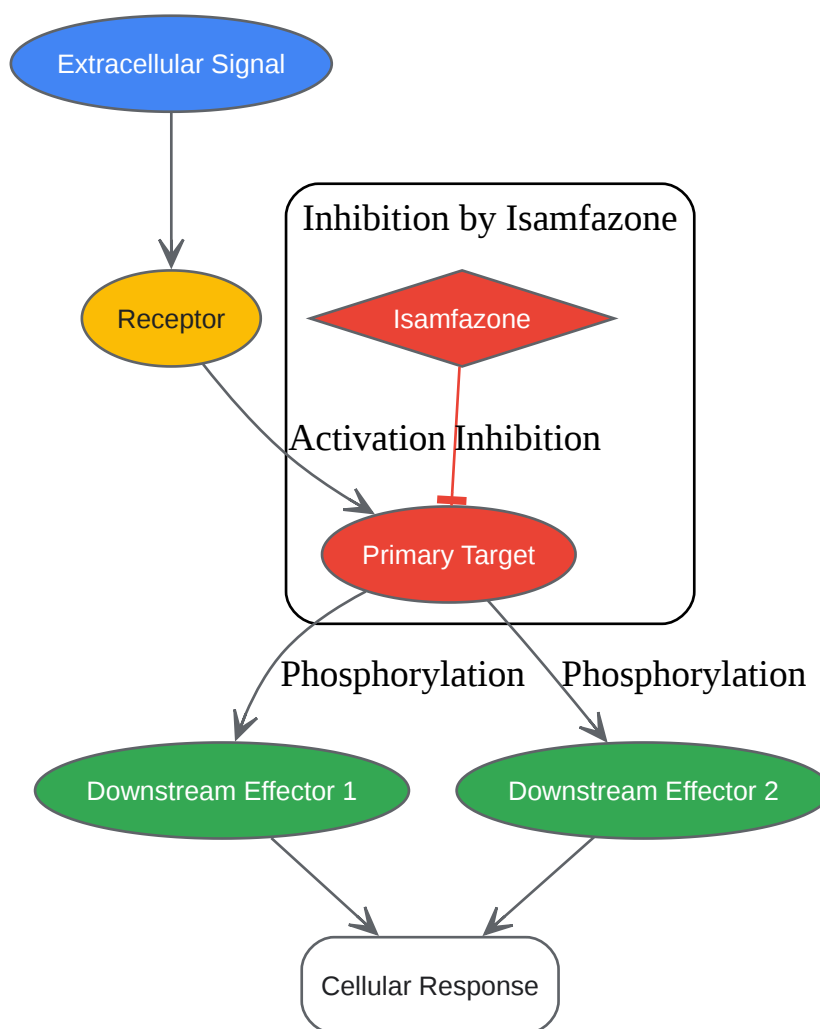 Extracellular Signal
Inhibition by Isamfazone
Receptor
Isamfazone
Activation
Inhibition
Primary Target
Phosphorylation
Phosphorylation
Downstream Effector 1
Downstream Effector 2
Cellular Response